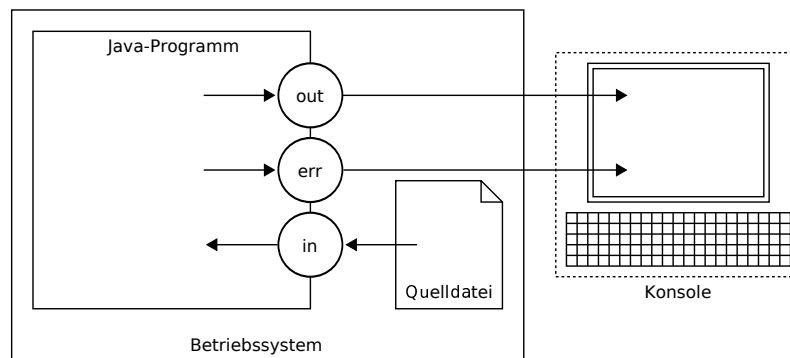 Java-Programm
out
err
in
Quelldatei
Konsole
Betriebssystem